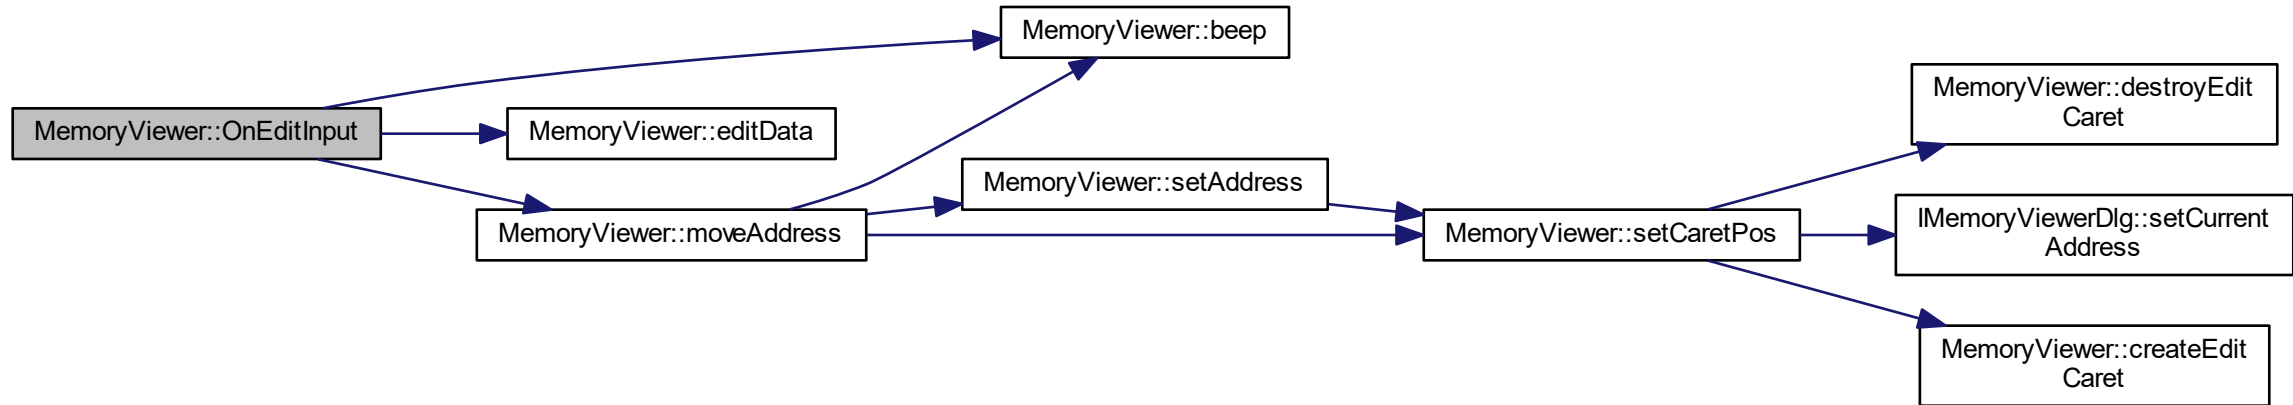 MemoryViewer::OnEditInput
MemoryViewer::beep
MemoryViewer::editData
MemoryViewer::moveAddress
MemoryViewer::setAddress
MemoryViewer::setCaretPos
MemoryViewer::destroyEdit
Caret
IMemoryViewerDlg::setCurrent
Address
MemoryViewer::createEdit
Caret